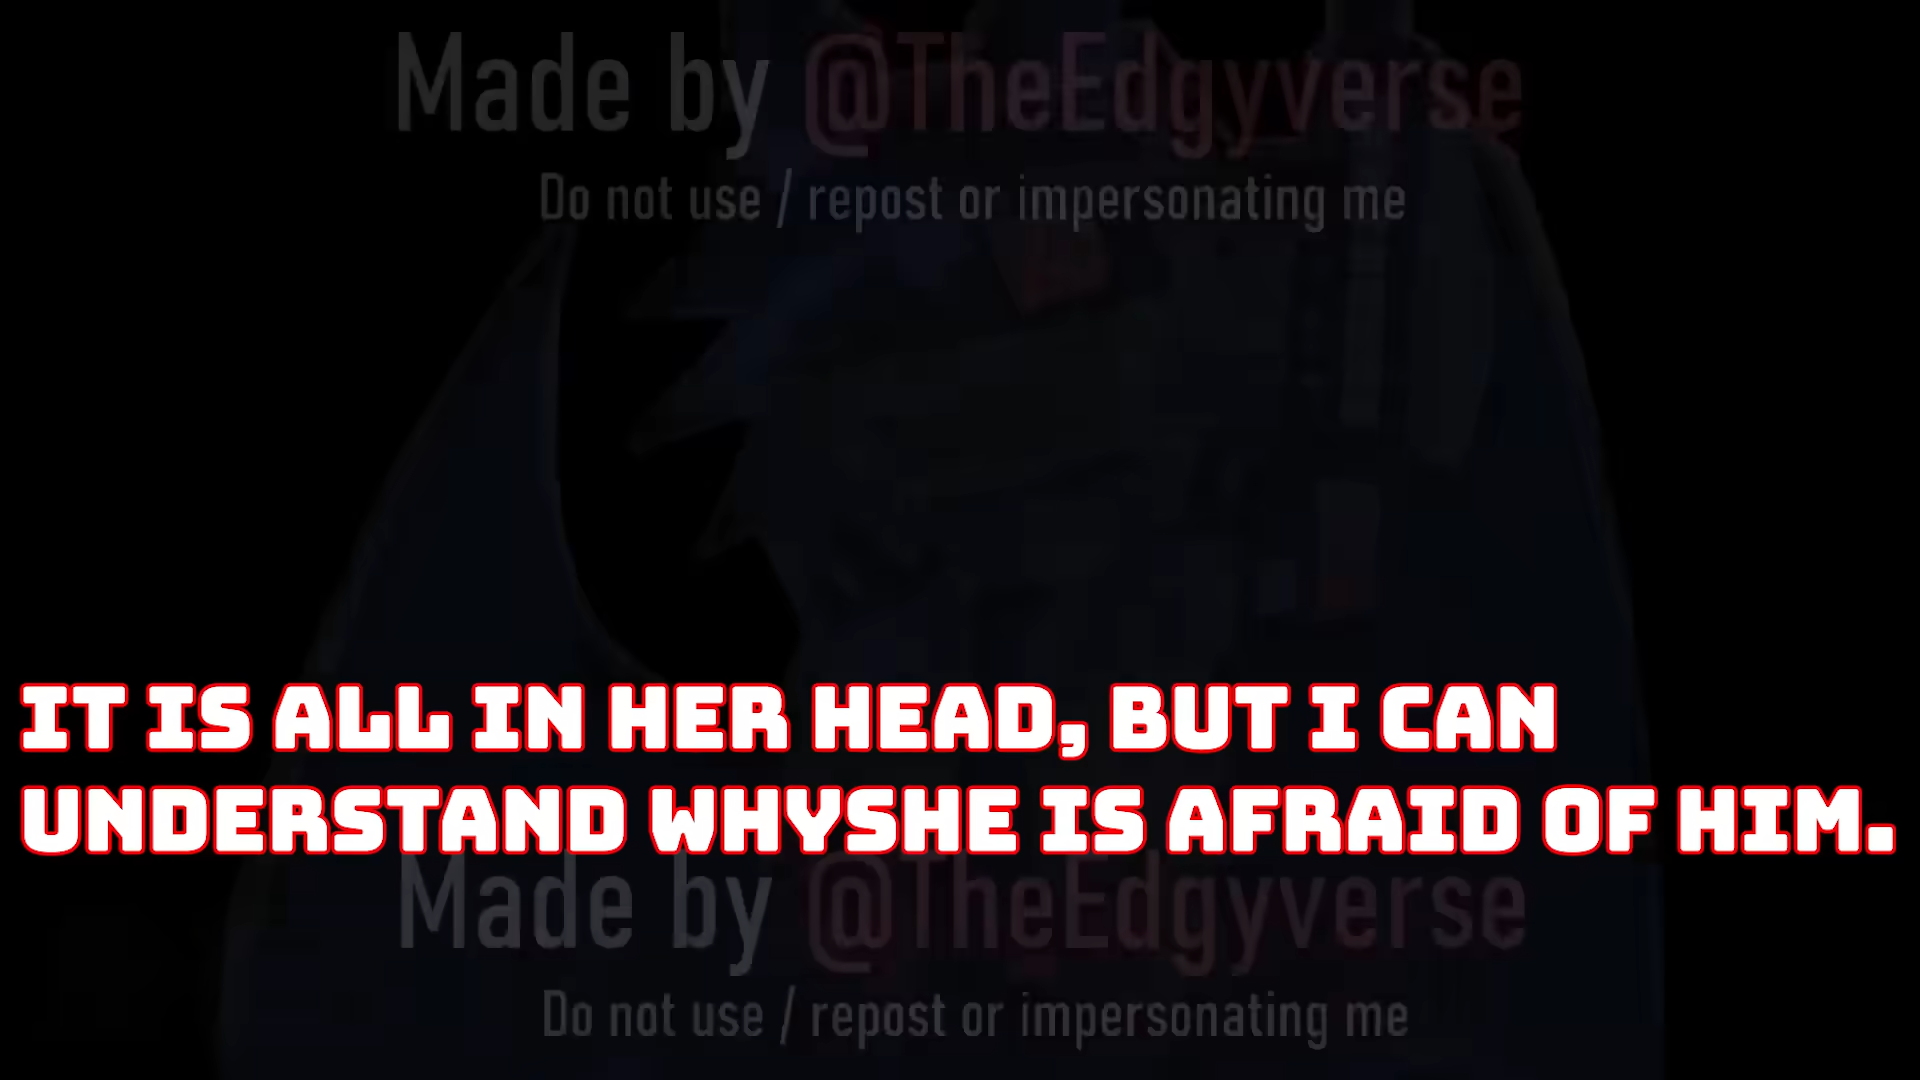 Made by @TheEdgyverse
Do not use / repost or impersonating me
IT IS ALL IN HER HEAD, BUT I CAN
UNDERSTAND WHYSHE IS AFRAID OF HIM.
Made by @TheEdgyverse
Do not use / repost or impersonating me